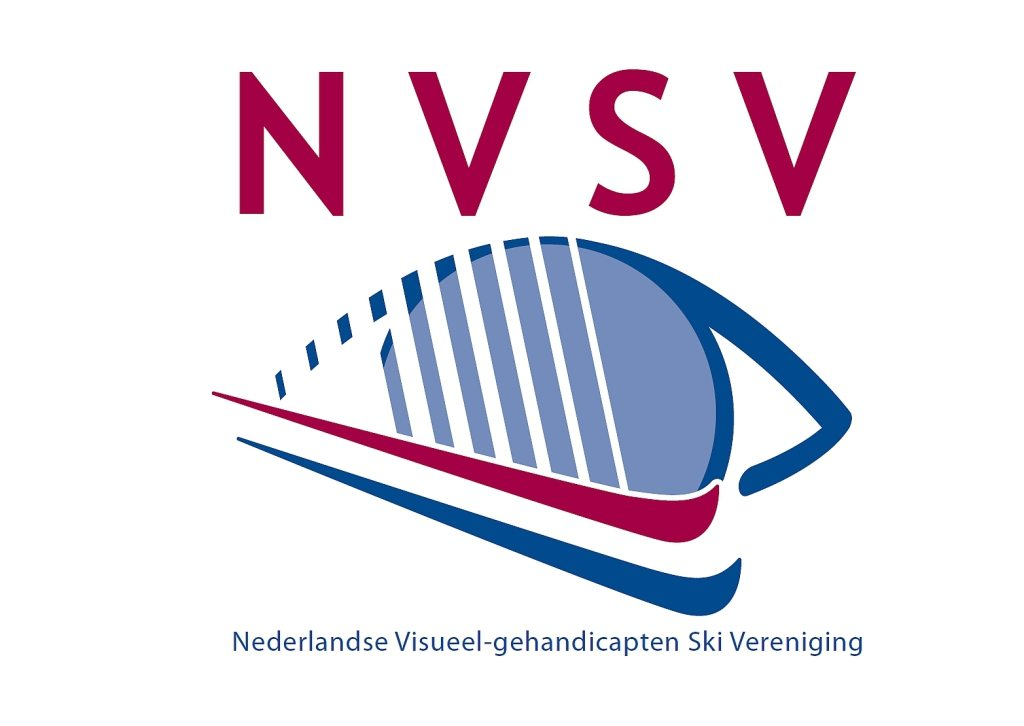 NVSV
Nederlandse Visueel-gehandicapten Ski Vereniging